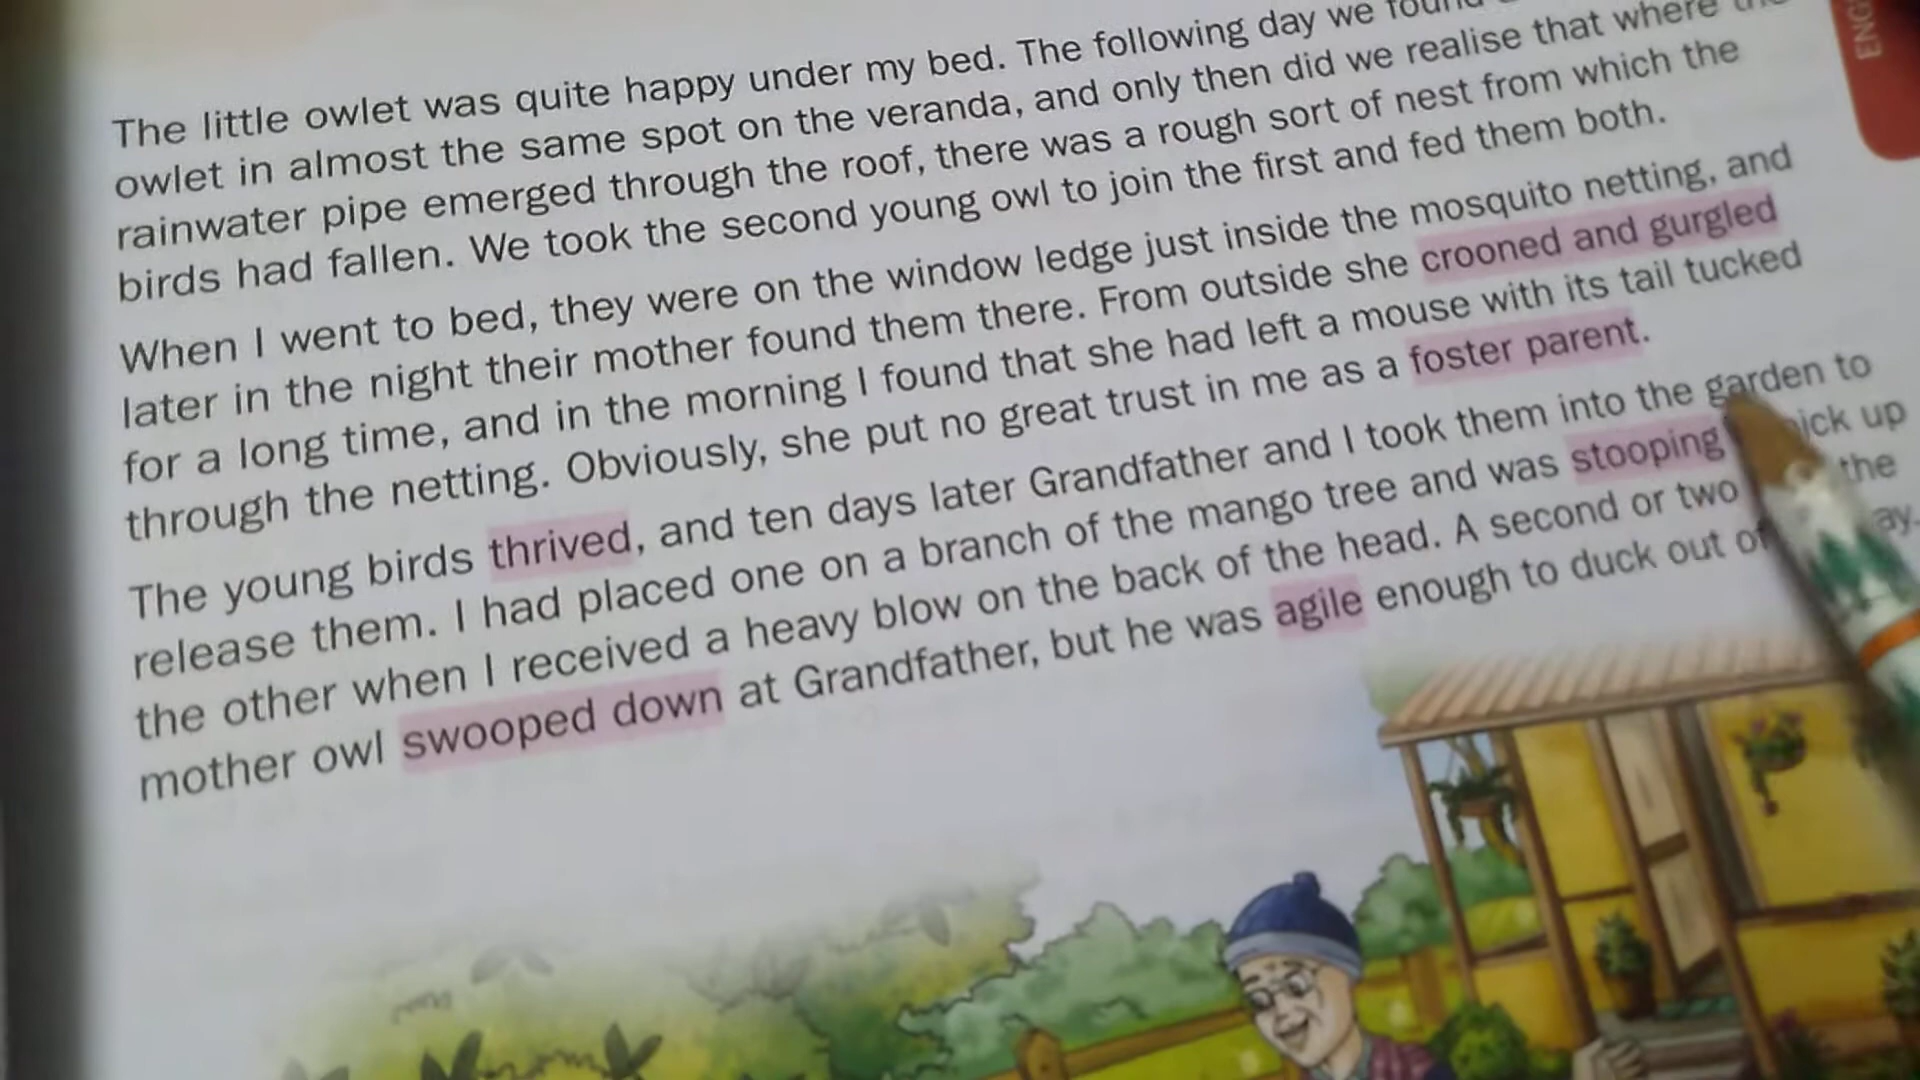 The little owlet was quite happy under my bed. The following day we found
owlet in almost the same spot on the veranda, and only then did we realise that where
rainwater pipe emerged through the roof, there was a rough sort of nest from which the
birds had fallen. We took the second young owl to join the first and fed them both.
When I went to bed, they were on the window ledge just inside the mosquito netting, and
later in the night their mother found them there. From outside she crooned and gurgled
for a long time, and in the morning I found that she had left a mouse with its tail tucked
through the netting. Obviously, she put no great trust in me as a foster parent.
The young birds thrived, and ten days later Grandfather and I took them into the garden to
release them. I had placed one on a branch of the mango tree and was stooping pick up
the other when I received a heavy blow on the back of the head. A second or two the
mother owl swooped down at Grandfather, but he was agile enough to duck out of
ENG